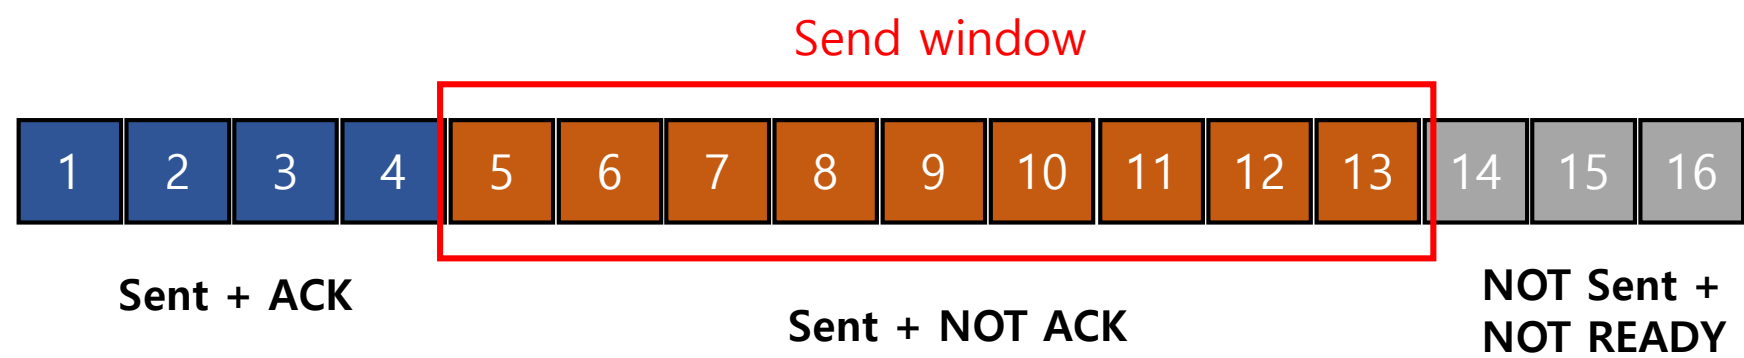 Send window
1 2 3 4 5 6 7 8 9 10 11 12 13 14 15 16
Sent + ACK
Sent + NOT ACK
NOT Sent +
NOT READY